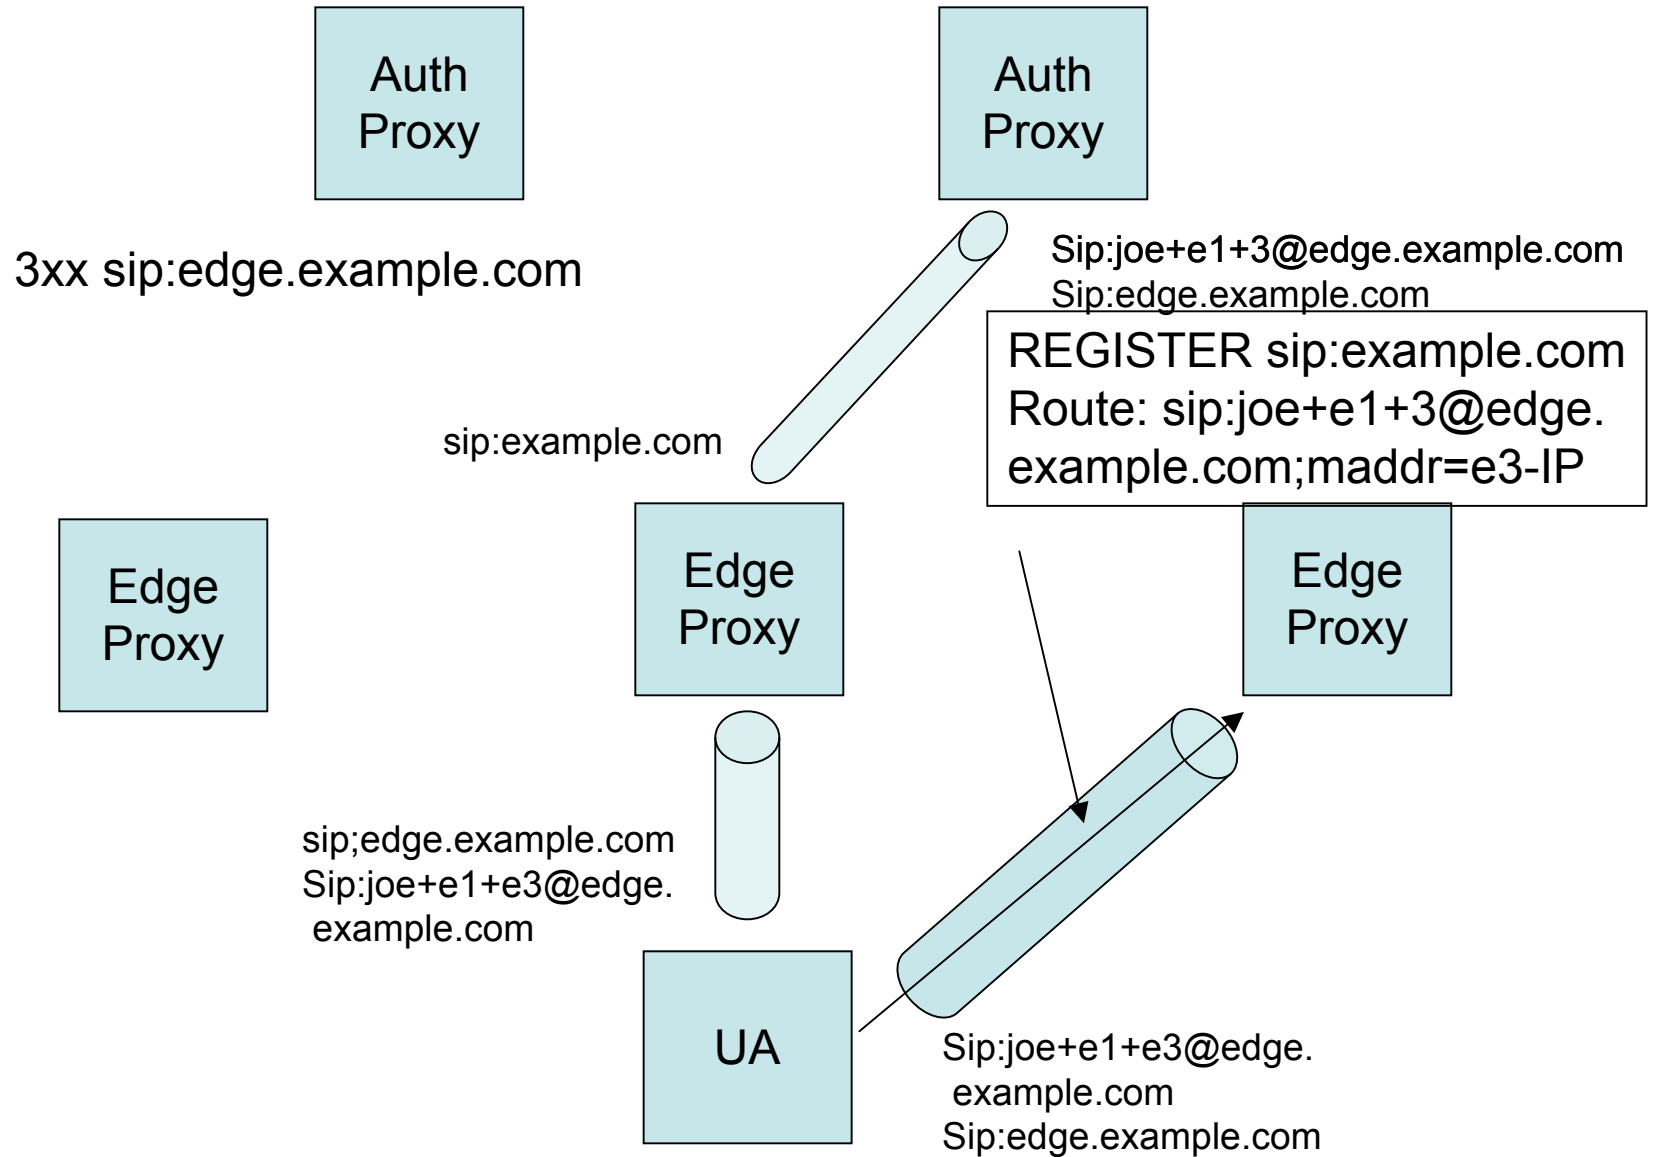 Auth
Proxy
Auth
Proxy
3xx sip:edge.example.com
Sip:joe+e1+3@edge.example.com
Sip:edge.example.com
REGISTER sip:example.com
Route: sip:joe+e1+3@edge.
example.com;maddr=e3-IP
sip:example.com
Edge
Proxy
Edge
Proxy
Edge
Proxy
sip;edge.example.com
Sip:joe+e1+e3@edge.
example.com
UA
Sip:joe+e1+e3@edge.
example.com
Sip:edge.example.com